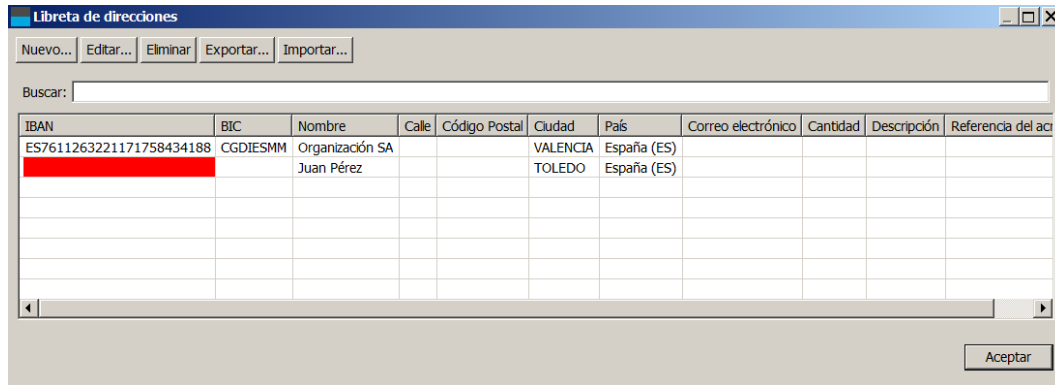 Libreta de direcciones
Nuevo... Editar... Eliminar Exportar... Importar...
Buscar:
IBAN BIC Nombre Calle Código Postal Ciudad País Correo electrónico Cantidad Descripción Referencia del acr
ES7611263221171758434188 CGDIESMM Organización SA VALENCIA España (ES)
Juan Pérez TOLEDO España (ES)
Aceptar